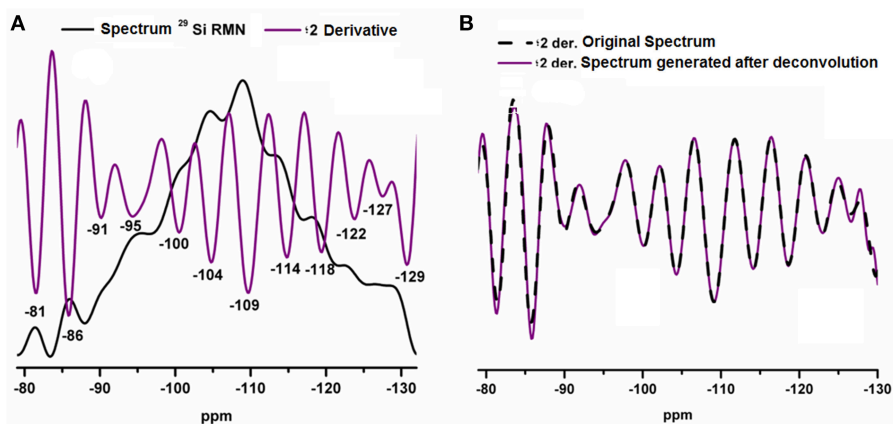 A
Spectrum 29 Si RMN
2 Derivative
-81
-86
-91
-95
-100
-104
-109
-114
-118
-122
-127
-129
-80 -90 -100 -110 -120 -130
ppm
B
2 der. Original Spectrum
2 der. Spectrum generated after deconvolution
-80 -90 -100 -110 -120 -130
ppm